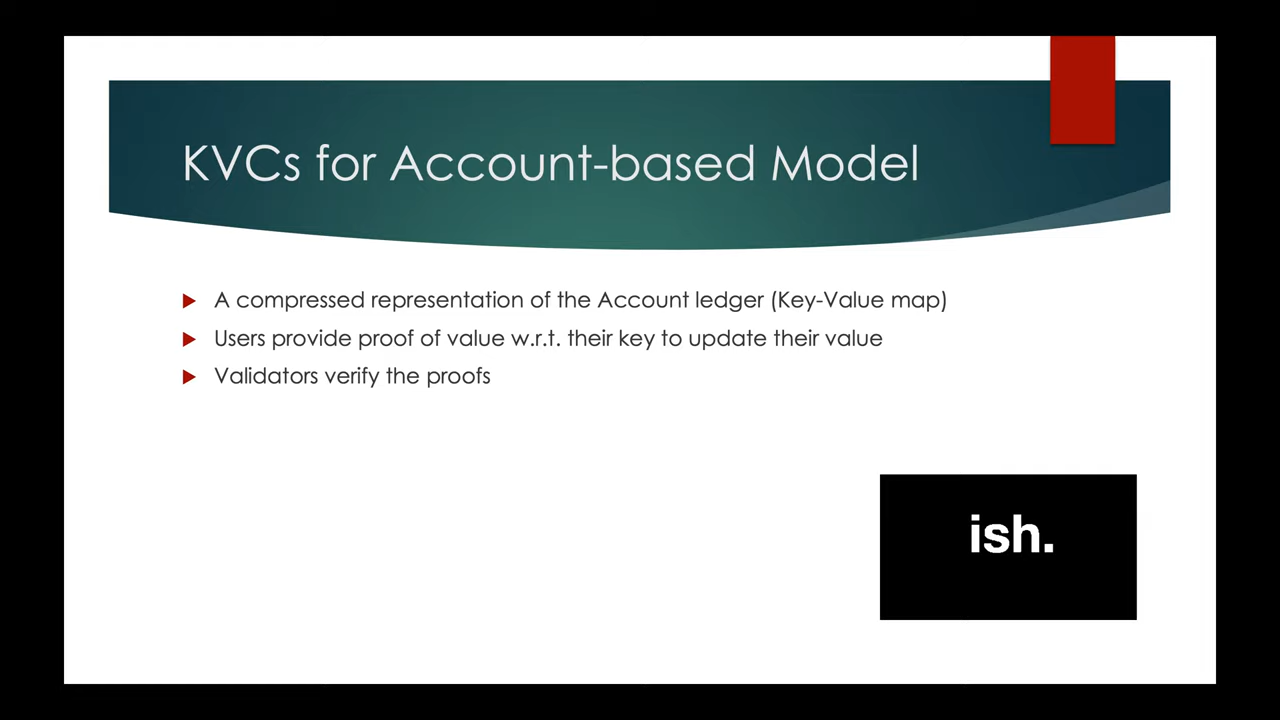 KVCs for Account-based Model
A compressed representation of the Account ledger (Key-Value map)
Users provide proof of value w.r.t. their key to update their value
Validators verify the proofs
ish.